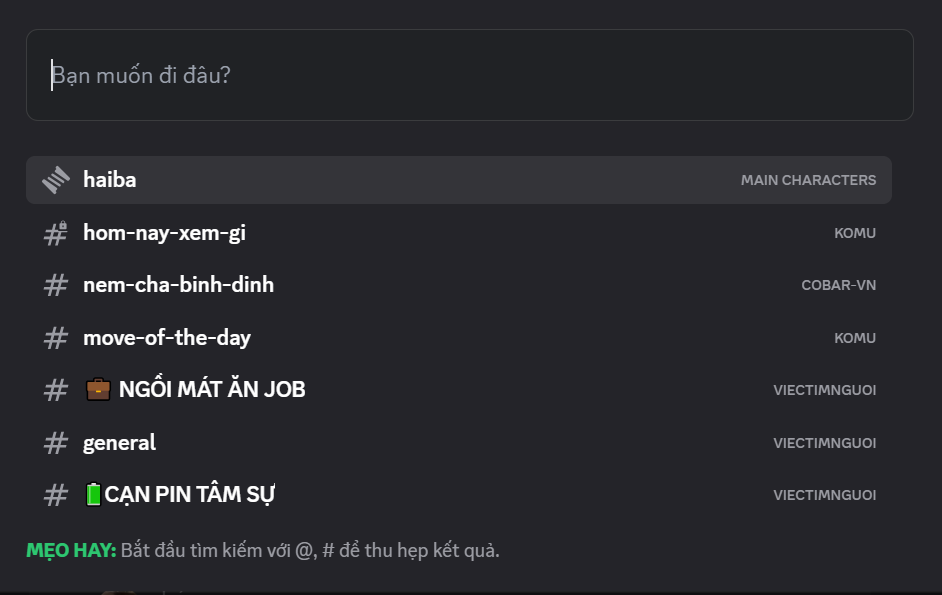 Bạn muốn đi đâu?
haiba MAIN CHARACTERS
hom-nay-xem-gi KOMU
nem-cha-binh-dinh COBAR-VN
move-of-the-day KOMU
NGỒI MÁT ĂN JOB VIECTIMNGUOI
general VIECTIMNGUOI
CẠN PIN TÂM SỰ VIECTIMNGUOI
MẸO HAY: Bắt đầu tìm kiếm với @, # để thu hẹp kết quả.